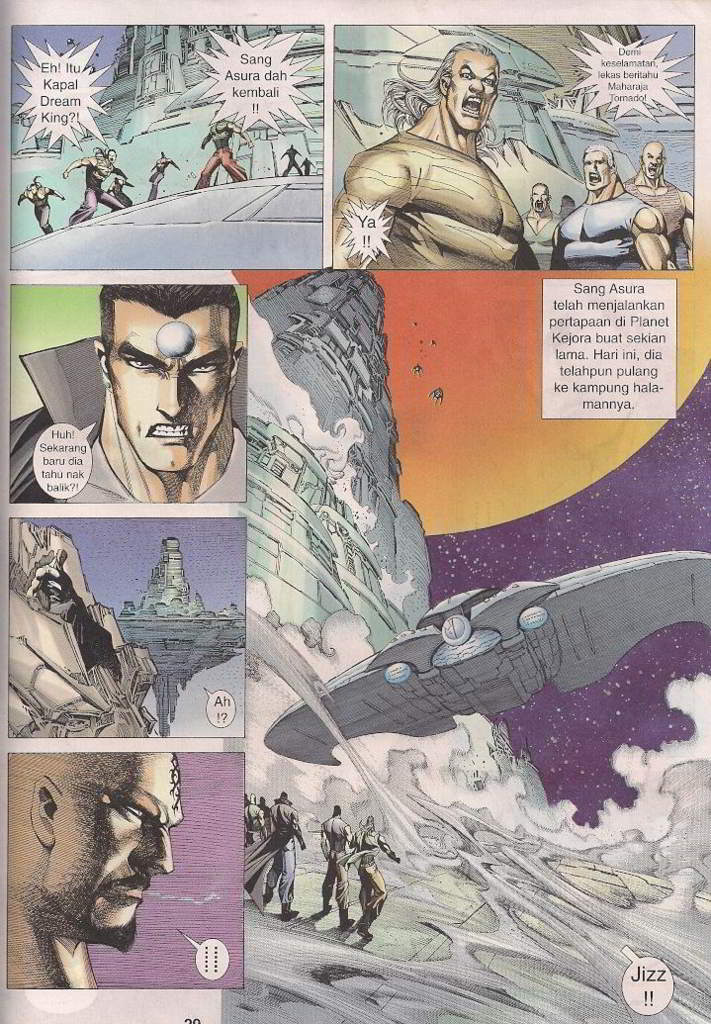 Eh! Itu
Kapal
Dream
King?!
Sang
Asura dah
kembali
!!
Demi
keselamatan,
lekas beritahu
Maharaja
Tornado!
Ya
!!
Sang Asura
telah menjalankan
pertapaan di Planet
Kejora buat sekian
lama. Hari ini, dia
telahpun pulang
ke kampung hala-
mannya.
Huh!
Sekarang
baru dia
tahu nak
balik?!
Ah
!?
Jizz
!!
29